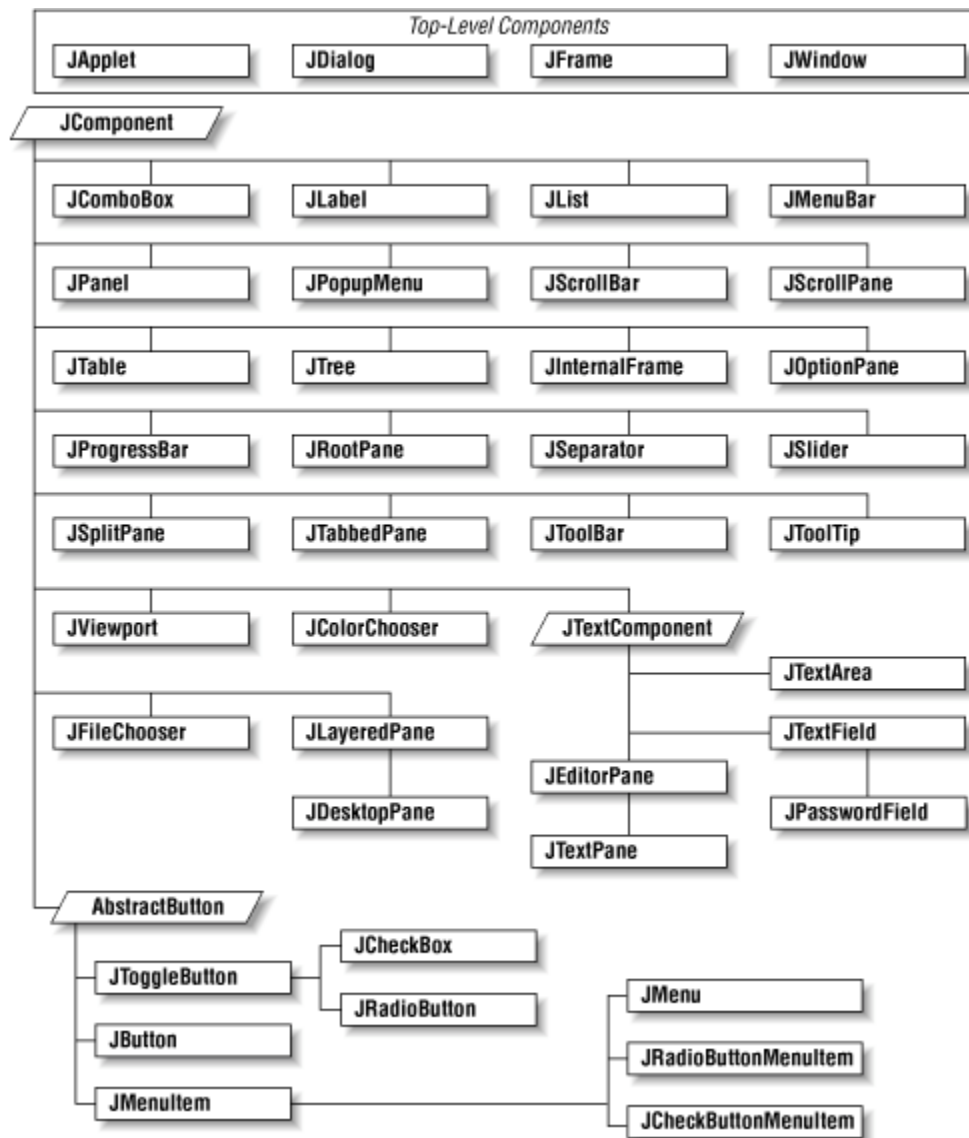 Top-Level Components
JApplet
JDialog
JFrame
JWindow
JComponent
JComboBox
JLabel
JList
JMenuBar
JPanel
JPopupMenu
JScrollBar
JScrollPane
JTable
JTree
JInternalFrame
JOptionPane
JProgressBar
JRootPane
JSeparator
JSlider
JSplitPane
JTabbedPane
JToolBar
JToolTip
JViewport
JColorChooser
JTextComponent
JTextArea
JFileChooser
JLayeredPane
JTextField
JEditorPane
JDesktopPane
JPasswordField
JTextPane
AbstractButton
JCheckBox
JToggleButton
JRadioButton
JMenu
JButton
JRadioButtonMenuItem
JMenuItem
JCheckButtonMenuItem